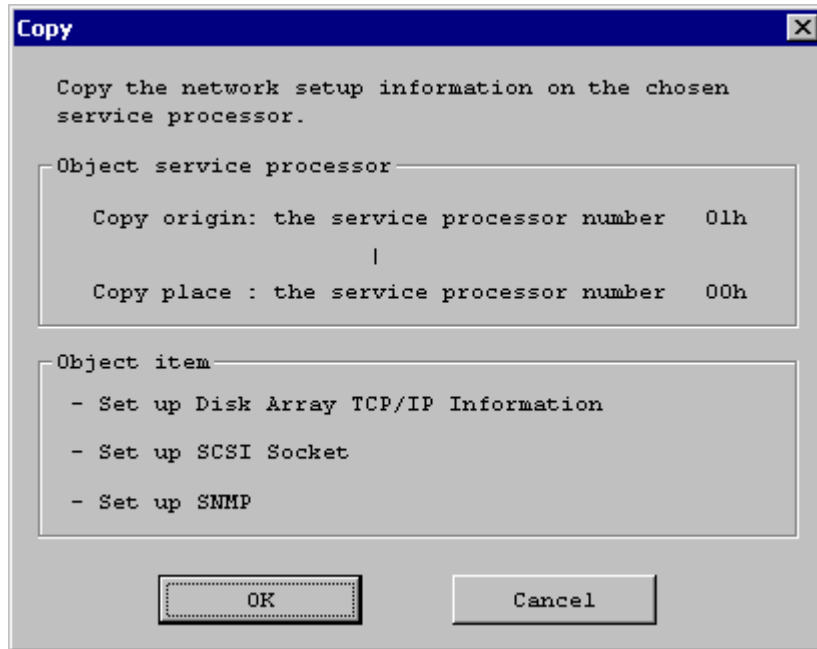 Copy
Copy the network setup information on the chosen
service processor.
Object service processor
Copy origin: the service processor number 01h
|
Copy place : the service processor number 00h
Object item
- Set up Disk Array TCP/IP Information
- Set up SCSI Socket
- Set up SNMP
OK Cancel